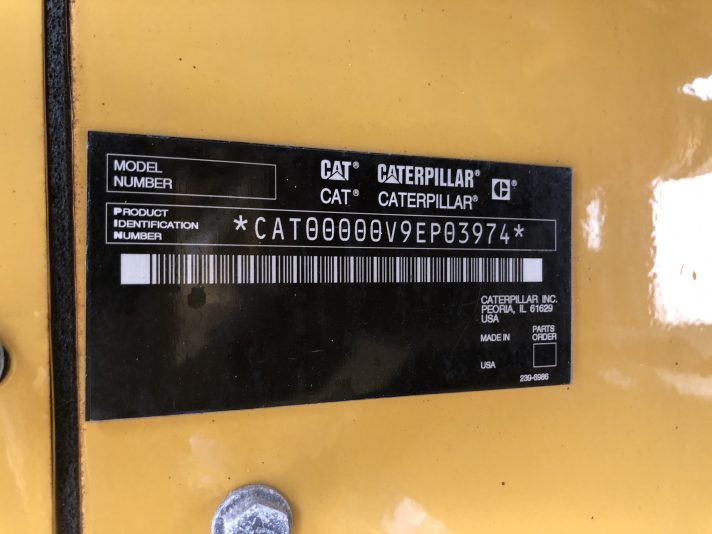 MODEL
NUMBER
CAT® CATERPILLAR® C®
CAT® CATERPILLAR®
PRODUCT
IDENTIFICATION
NUMBER
*CAT00000V9EP03974*
CATERPILLAR INC.
PEORIA, IL 61629
USA
MADE IN
PARTS
ORDER
USA
239-6986